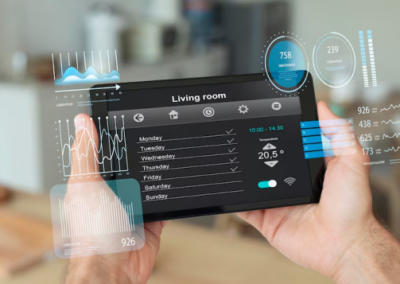 758
239
Living room
Monday
Tuesday
Wednesday
Thursday
Friday
Saturday
Sunday
10:00 - 14:30
20,5°
926
438
625
173
926